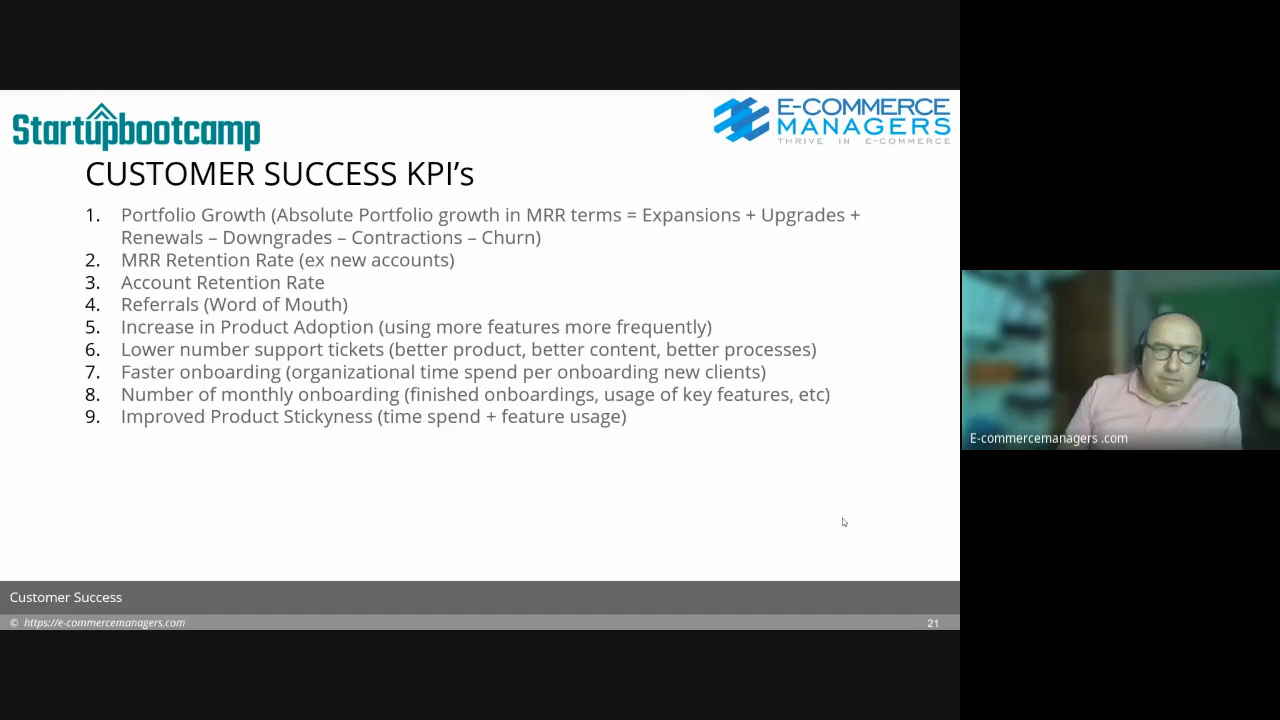 Startupbootcamp
E-COMMERCE
MANAGERS
THRIVE IN E-COMMERCE
CUSTOMER SUCCESS KPI’s
1. Portfolio Growth (Absolute Portfolio growth in MRR terms = Expansions + Upgrades +
Renewals – Downgrades – Contractions – Churn)
2. MRR Retention Rate (ex new accounts)
3. Account Retention Rate
4. Referrals (Word of Mouth)
5. Increase in Product Adoption (using more features more frequently)
6. Lower number support tickets (better product, better content, better processes)
7. Faster onboarding (organizational time spend per onboarding new clients)
8. Number of monthly onboarding (finished onboardings, usage of key features, etc)
9. Improved Product Stickyness (time spend + feature usage)
E-commercemanagers .com
Customer Success
© https://e-commercemanagers.com
21